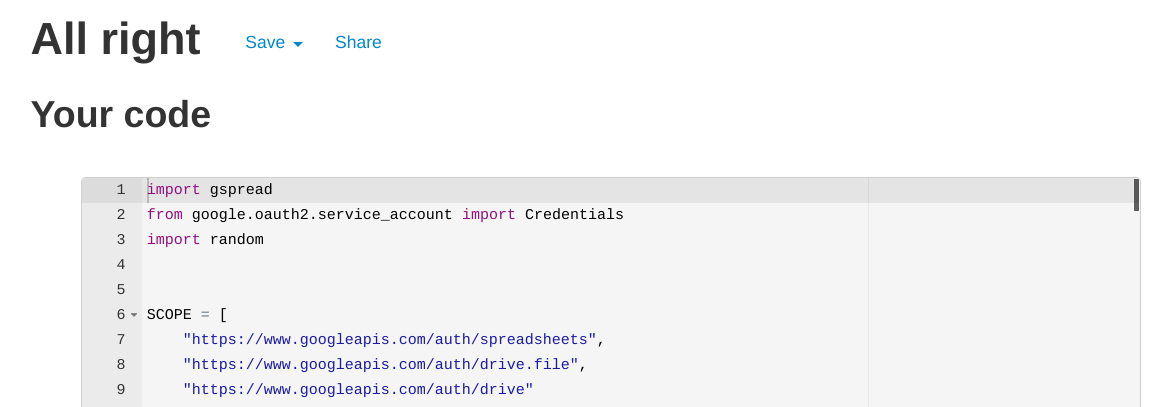 All right Save Share
Your code
1 import gspread
2 from google.oauth2.service_account import Credentials
3 import random
4
5
6 SCOPE = [
7 "https://www.googleapis.com/auth/spreadsheets",
8 "https://www.googleapis.com/auth/drive.file",
9 "https://www.googleapis.com/auth/drive"